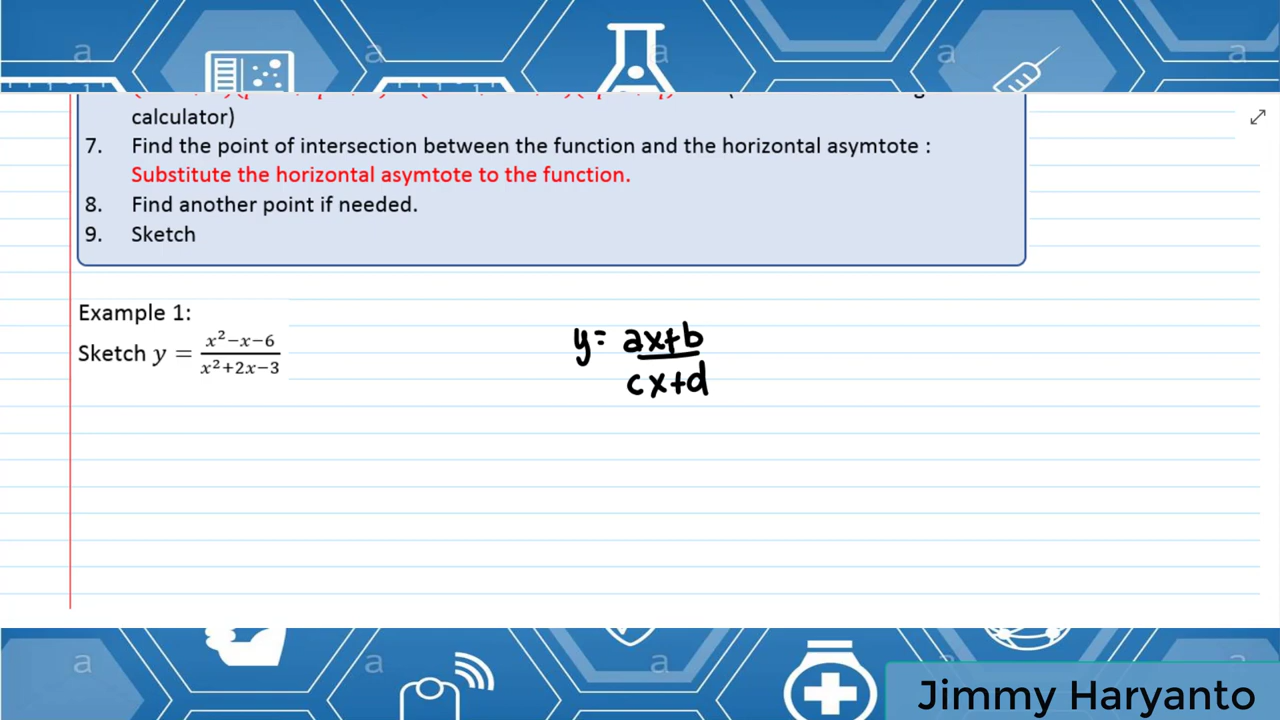 calculator)
7. Find the point of intersection between the function and the horizontal asymtote :
Substitute the horizontal asymtote to the function.
8. Find another point if needed.
9. Sketch
Example 1:
Sketch y = (x²−x−6)/(x²+2x−3)
y = (ax+b)/(cx+d)
Jimmy Haryanto